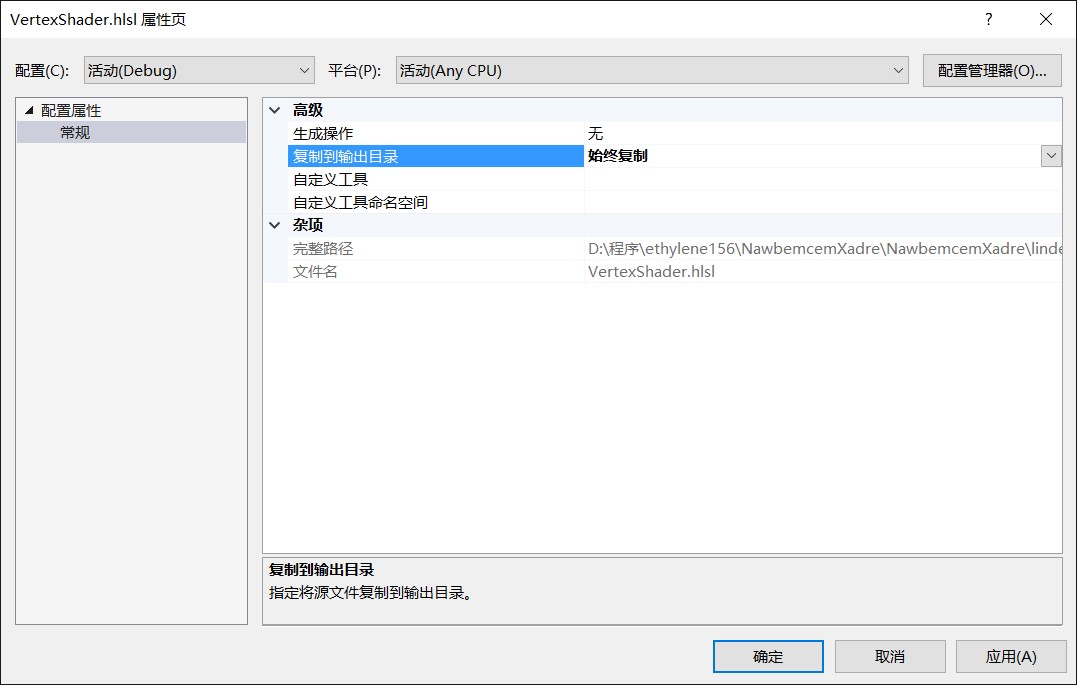 VertexShader.hlsl 属性页
?
配置(C): 活动(Debug) 平台(P): 活动(Any CPU) 配置管理器(O)...
配置属性
常规
高级
生成操作 无
复制到输出目录 始终复制
自定义工具
自定义工具命名空间
杂项
完整路径 D:\程序\ethylene156\NawbemcemXadre\NawbemcemXadre\linde
文件名 VertexShader.hlsl
复制到输出目录
指定将源文件复制到输出目录。
确定 取消 应用(A)